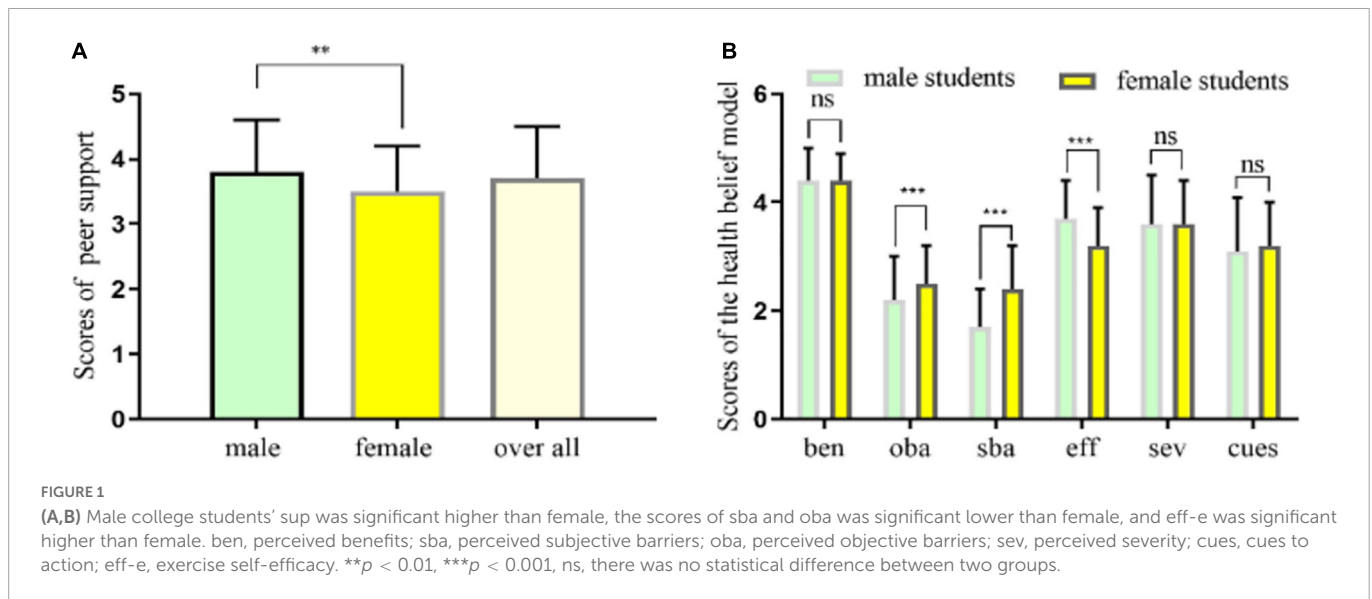 A
**
5
4
3
2
1
0
Scores of peer support
male female over all
B
male students female students
6
4
2
0
Scores of the health belief model
ns *** *** *** ns ns
ben oba sba eff sev cues
FIGURE 1
(A,B) Male college students’ sup was significant higher than female, the scores of sba and oba was significant lower than female, and eff-e was significant
higher than female. ben, perceived benefits; sba, perceived subjective barriers; oba, perceived objective barriers; sev, perceived severity; cues, cues to
action; eff-e, exercise self-efficacy. **p < 0.01, ***p < 0.001, ns, there was no statistical difference between two groups.